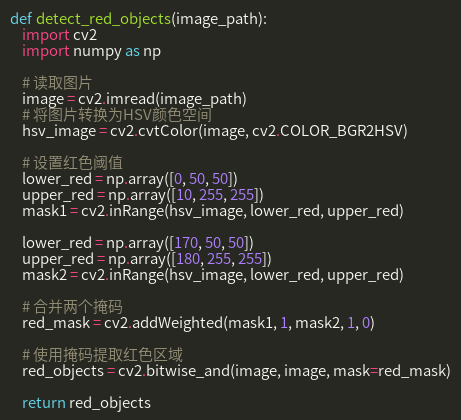 def detect_red_objects(image_path):
    import cv2
    import numpy as np

    # 读取图片
    image = cv2.imread(image_path)
    # 将图片转换为HSV颜色空间
    hsv_image = cv2.cvtColor(image, cv2.COLOR_BGR2HSV)

    # 设置红色阈值
    lower_red = np.array([0, 50, 50])
    upper_red = np.array([10, 255, 255])
    mask1 = cv2.inRange(hsv_image, lower_red, upper_red)

    lower_red = np.array([170, 50, 50])
    upper_red = np.array([180, 255, 255])
    mask2 = cv2.inRange(hsv_image, lower_red, upper_red)

    # 合并两个掩码
    red_mask = cv2.addWeighted(mask1, 1, mask2, 1, 0)

    # 使用掩码提取红色区域
    red_objects = cv2.bitwise_and(image, image, mask=red_mask)

    return red_objects